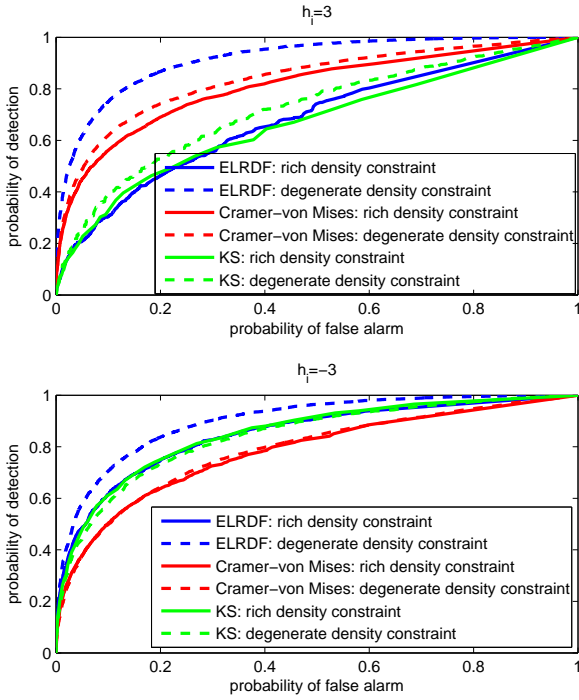 h_i=3
1
0.8
0.6
0.4
0.2
0
probability of detection
ELRDF: rich density constraint
ELRDF: degenerate density constraint
Cramer−von Mises: rich density constraint
Cramer−von Mises: degenerate density constraint
KS: rich density constraint
KS: degenerate density constraint
0 0.2 0.4 0.6 0.8 1
probability of false alarm
h_i=−3
1
0.8
0.6
0.4
0.2
0
probability of detection
ELRDF: rich density constraint
ELRDF: degenerate density constraint
Cramer−von Mises: rich density constraint
Cramer−von Mises: degenerate density constraint
KS: rich density constraint
KS: degenerate density constraint
0 0.2 0.4 0.6 0.8 1
probability of false alarm